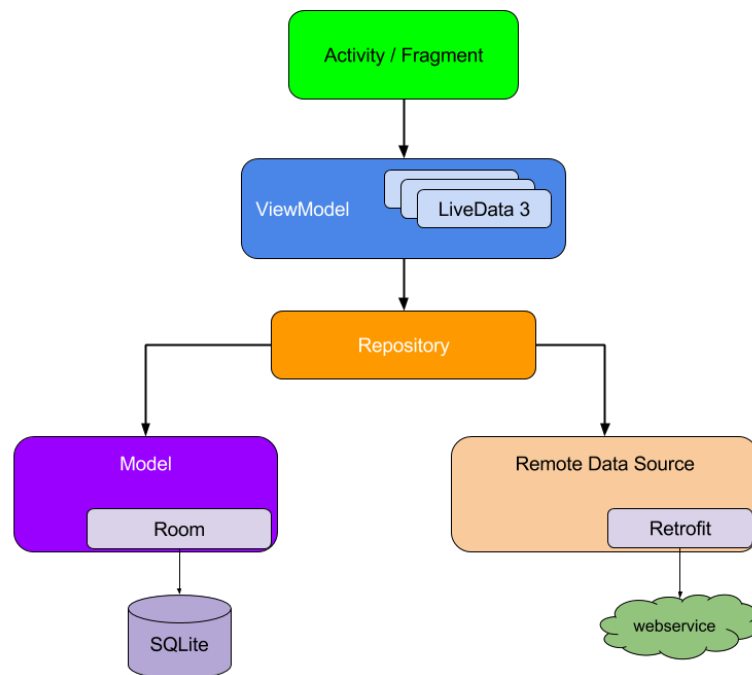 Activity / Fragment
ViewModel
LiveData 3
Repository
Model
Room
SQLite
Remote Data Source
Retrofit
webservice